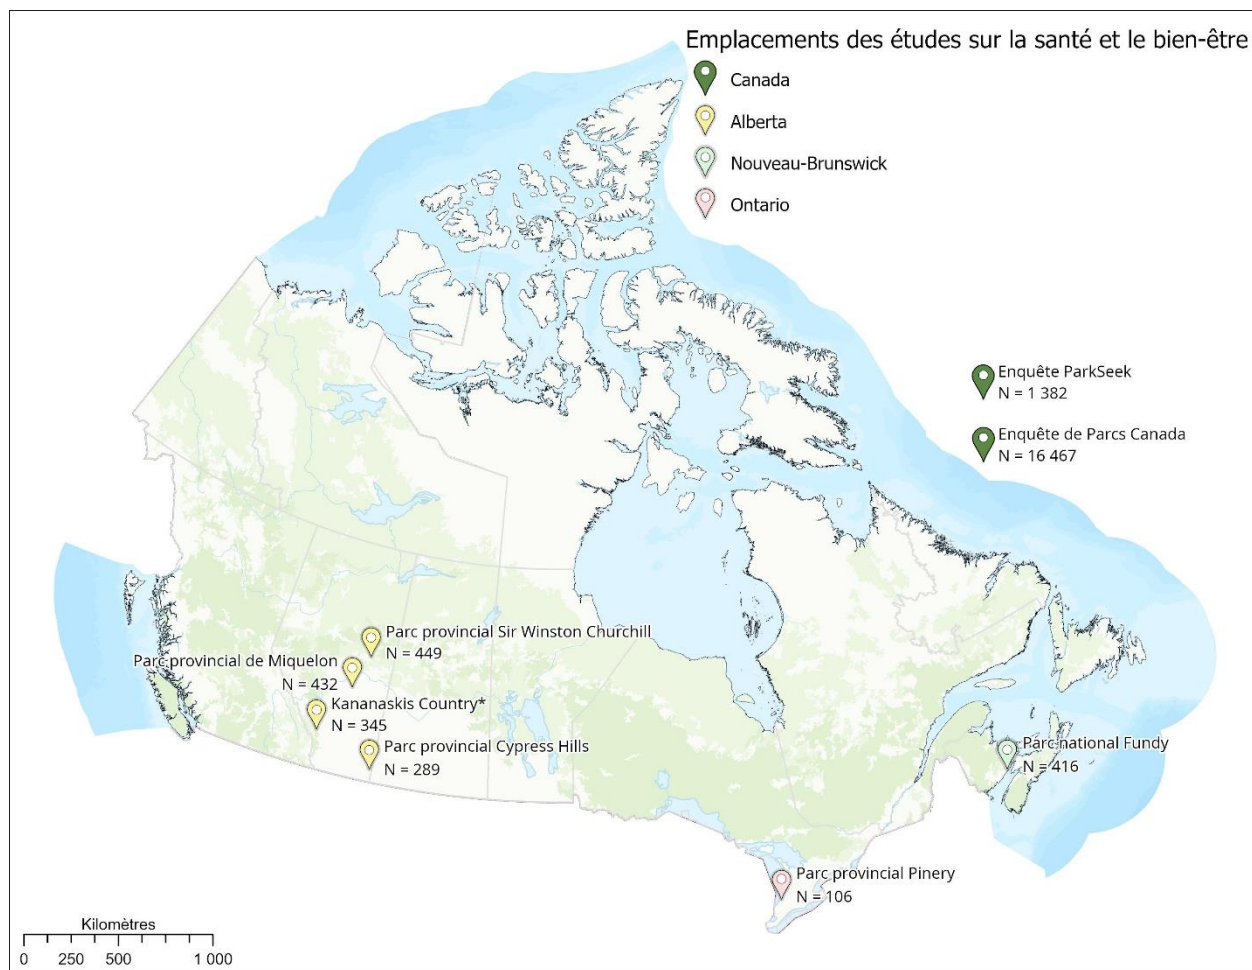 Emplacements des études sur la santé et le bien-être
Canada
Alberta
Nouveau-Brunswick
Ontario
Enquête ParkSeek
N = 1 382
Enquête de Parcs Canada
N = 16 467
Parc provincial Sir Winston Churchill
N = 449
Parc provincial de Miquelon
N = 432
Kananaskis Country*
N = 345
Parc provincial Cypress Hills
N = 289
Parc national Fundy
N = 416
Parc provincial Pinery
N = 106
Kilomètres
0 250 500 1 000